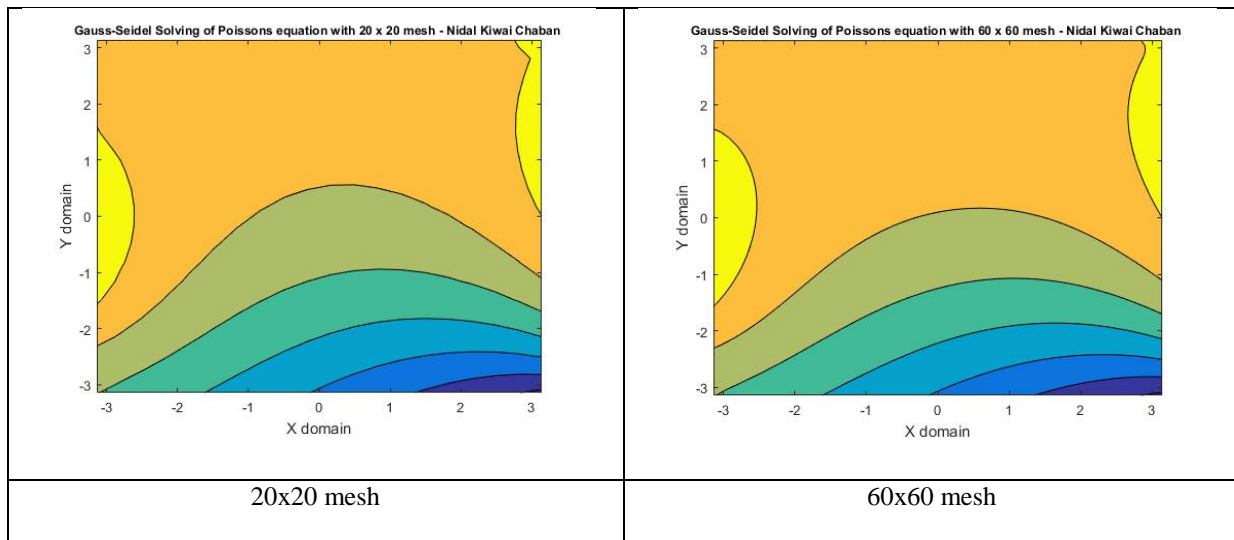 Gauss-Seidel Solving of Poissons equation with 20 x 20 mesh - Nidal Kiwai Chaban
3
2
1
0
-1
-2
-3
Y domain
-3 -2 -1 0 1 2 3
X domain
20x20 mesh
Gauss-Seidel Solving of Poissons equation with 60 x 60 mesh - Nidal Kiwai Chaban
3
2
1
0
-1
-2
-3
Y domain
-3 -2 -1 0 1 2 3
X domain
60x60 mesh